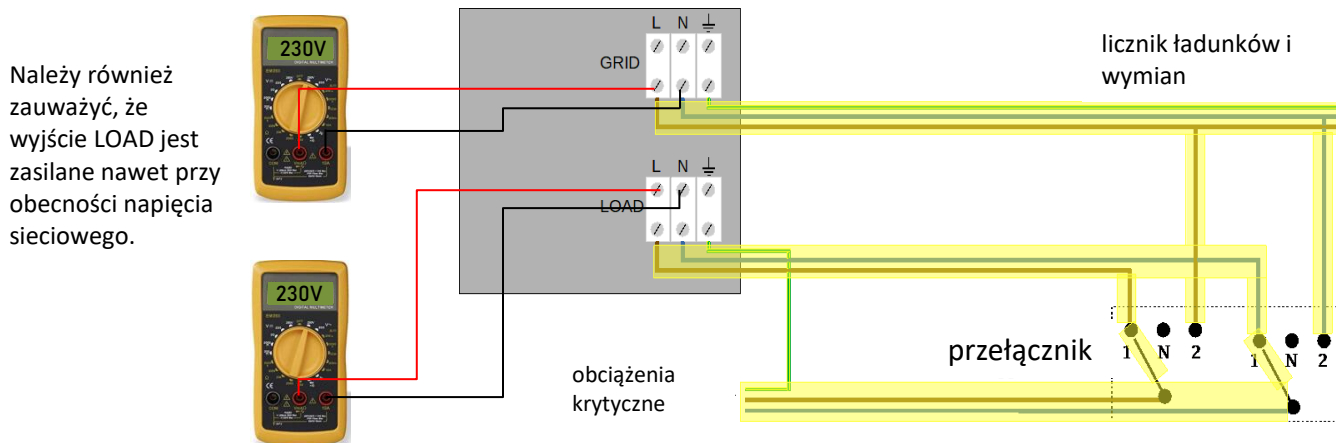 Należy również
zauważyć, że
wyjście LOAD jest
zasilane nawet przy
obecności napięcia
sieciowego.
230V
230V
L N
GRID
L N
LOAD
licznik ładunków i
wymian
przełącznik
1 N 2
1 N 2
obciążenia
krytyczne